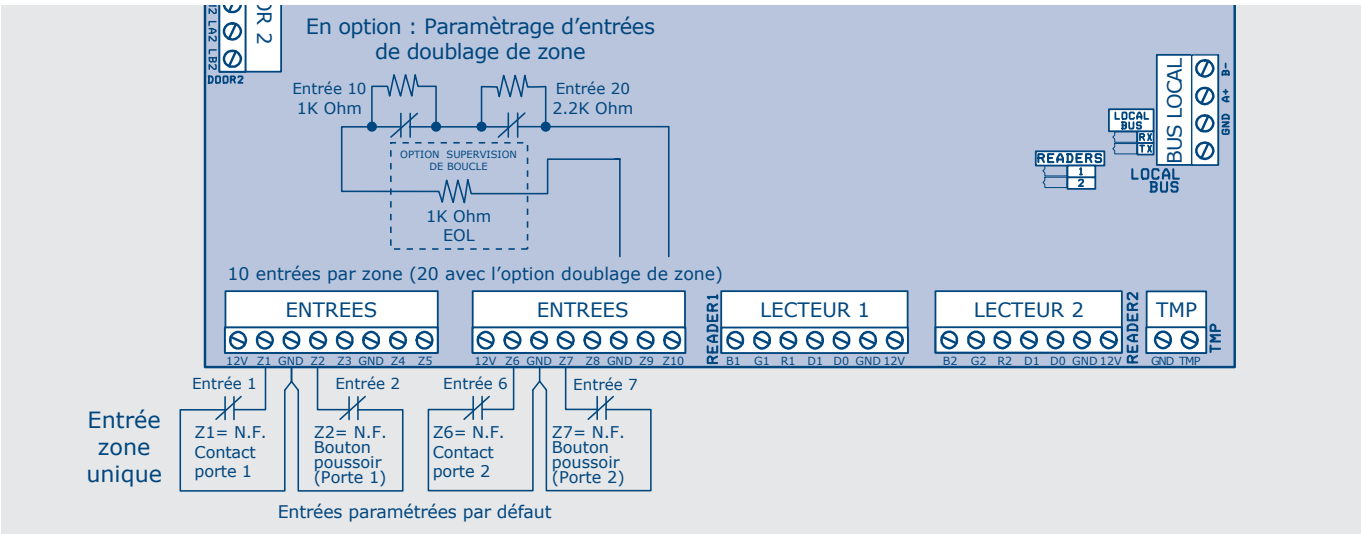 I2 LA2 LB2
OR 2
DOOR2
En option : Paramètrage d’entrées
de doublage de zone
Entrée 10
1K Ohm
Entrée 20
2.2K Ohm
OPTION SUPERVISION
DE BOUCLE
1K Ohm
EOL
LOCAL
BUS
RX
TX
READERS
1
2
BUS LOCAL
B-
A+
GND
LOCAL
BUS
10 entrées par zone (20 avec l’option doublage de zone)
ENTREES
12V Z1 GND Z2 Z3 GND Z4 Z5
ENTREES
12V Z6 GND Z7 Z8 GND Z9 Z10
READER1
LECTEUR 1
B1 G1 R1 D1 D0 GND 12V
LECTEUR 2
B2 G2 R2 D1 D0 GND 12V
READER2
TMP
GND TMP
TMP
Entrée
zone
unique
Entrée 1
Z1= N.F.
Contact
porte 1
Entrée 2
Z2= N.F.
Bouton
poussoir
(Porte 1)
Entrée 6
Z6= N.F.
Contact
porte 2
Entrée 7
Z7= N.F.
Bouton
poussoir
(Porte 2)
Entrées paramétrées par défaut